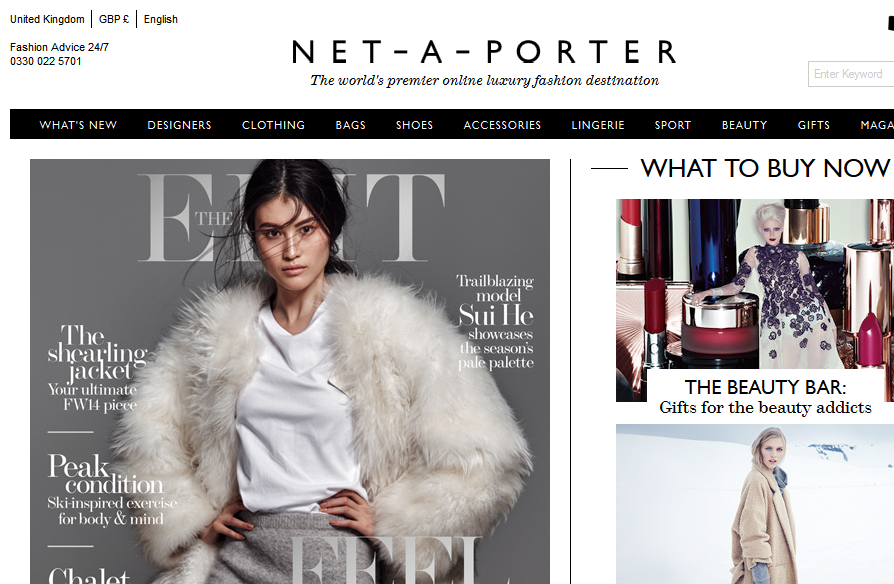 United Kingdom GBP £ English
Fashion Advice 24/7
0330 022 5701
NET-A-PORTER
The world's premier online luxury fashion destination
Enter Keyword
WHAT'S NEW DESIGNERS CLOTHING BAGS SHOES ACCESSORIES LINGERIE SPORT BEAUTY GIFTS MAGA
THE EDIT
Trailblazing
model
Sui He
showcases
the season's
pale palette
The
shearling
jacket
Your ultimate
FW14 piece
Peak
condition
Ski-inspired exercise
for body & mind
Chalet
FEEL
WHAT TO BUY NOW
THE BEAUTY BAR:
Gifts for the beauty addicts